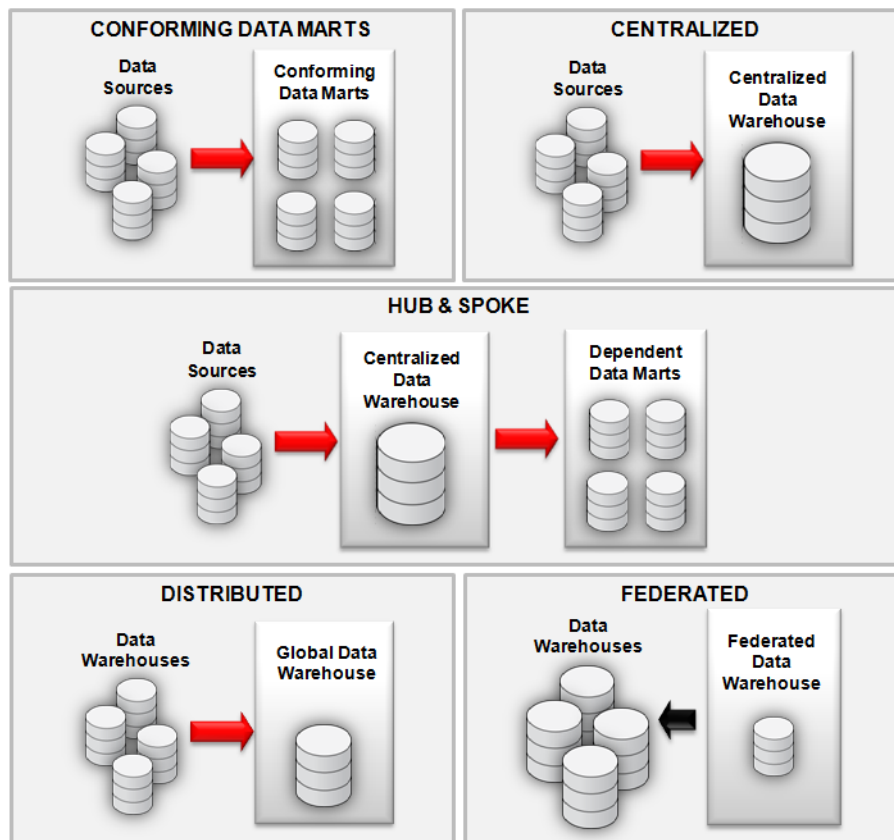 CONFORMING DATA MARTS
Data
Sources
Conforming
Data Marts
CENTRALIZED
Data
Sources
Centralized
Data
Warehouse
HUB & SPOKE
Data
Sources
Centralized
Data
Warehouse
Dependent
Data Marts
DISTRIBUTED
Data
Warehouses
Global Data
Warehouse
FEDERATED
Data
Warehouses
Federated
Data
Warehouse